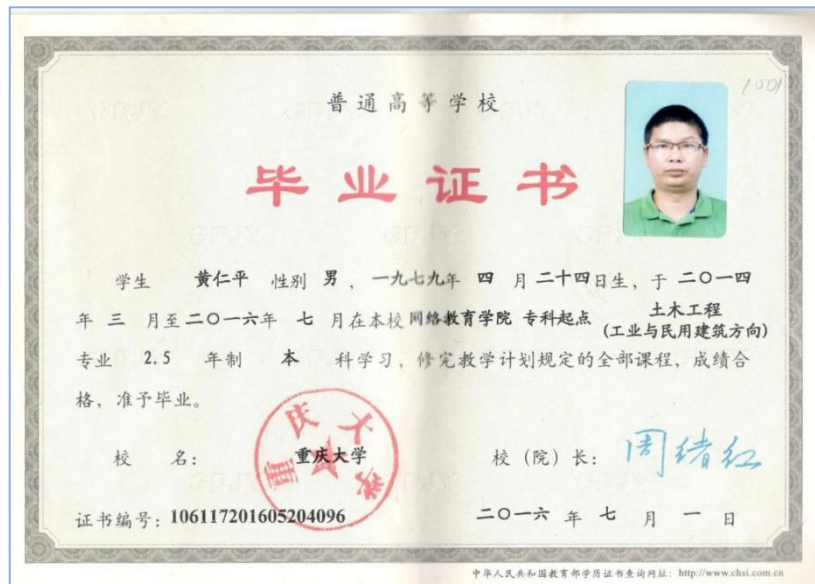 1501
普通高等学校
毕业证书
学生 黄仁平 性别 男，一九七九年 四 月 二十四日生，于 二〇一四
年 三 月至二〇一六年 七 月在本校 网络教育学院 专科起点 土木工程
(工业与民用建筑方向)
专业 2.5 年制 本 科学习，修完教学计划规定的全部课程，成绩合
格，准予毕业。
校 名： 重庆大学
重庆大学
校（院）长： 周绪红
证书编号：106117201605204096
二〇一六 年 七 月 一 日
中华人民共和国教育部学历证书查询网址：http://www.chsi.com.cn